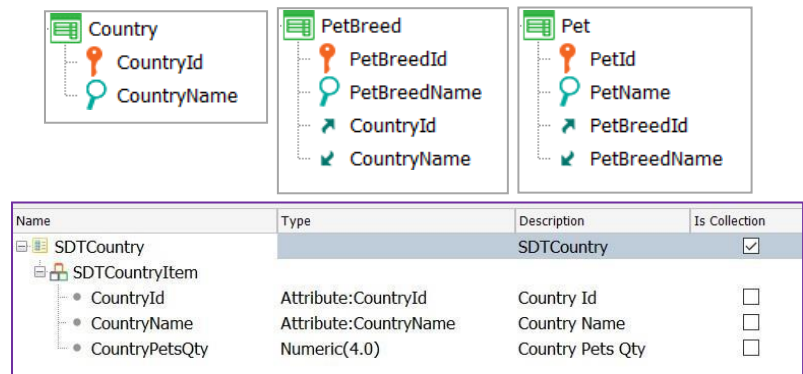 Country
CountryId
CountryName
PetBreed
PetBreedId
PetBreedName
CountryId
CountryName
Pet
PetId
PetName
PetBreedId
PetBreedName
Name Type Description Is Collection
SDTCountry SDTCountry
SDTCountryItem
CountryId Attribute:CountryId Country Id
CountryName Attribute:CountryName Country Name
CountryPetsQty Numeric(4.0) Country Pets Qty